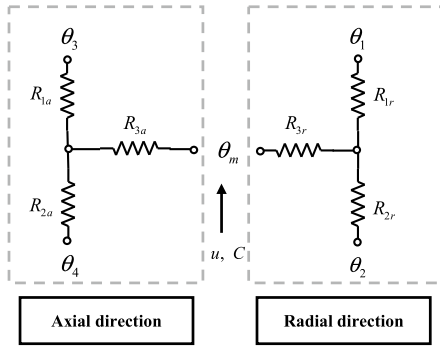 θ₃
R₁ₐ
R₃ₐ
R₂ₐ
θ₄
θₘ
u, C
θ₁
R₁ᵣ
R₃ᵣ
R₂ᵣ
θ₂
Axial direction
Radial direction